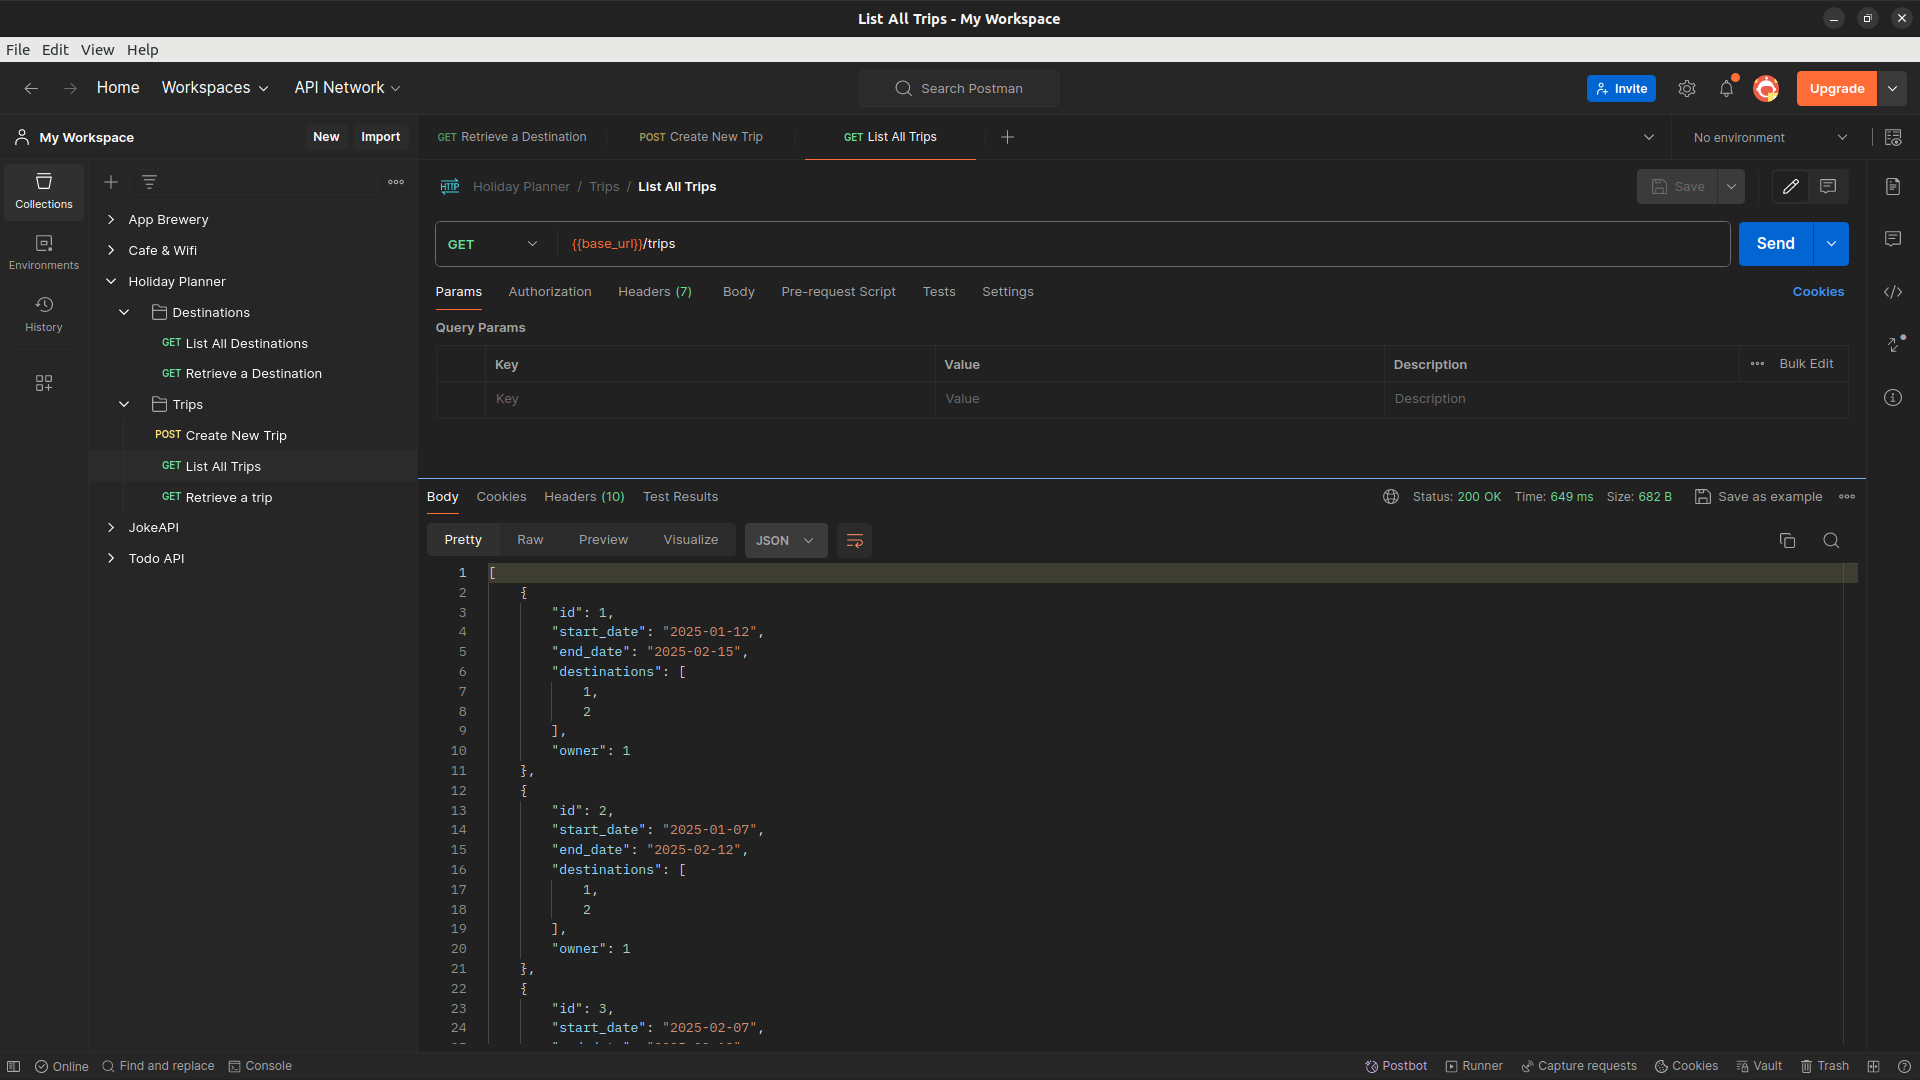 List All Trips - My Workspace
File Edit View Help
Home Workspaces API Network Search Postman Invite Upgrade
My Workspace New Import GET Retrieve a Destination POST Create New Trip GET List All Trips No environment
Collections
Environments
History
App Brewery
Cafe & Wifi
Holiday Planner
Destinations
GET List All Destinations
GET Retrieve a Destination
Trips
POST Create New Trip
GET List All Trips
GET Retrieve a trip
JokeAPI
Todo API
HTTP Holiday Planner / Trips / List All Trips Save
GET {{base_url}}/trips Send
Params Authorization Headers (7) Body Pre-request Script Tests Settings Cookies
Query Params
Key Value Description Bulk Edit
Key Value Description
Body Cookies Headers (10) Test Results Status: 200 OK Time: 649 ms Size: 682 B Save as example
Pretty Raw Preview Visualize JSON
1 [
2 {
3 "id": 1,
4 "start_date": "2025-01-12",
5 "end_date": "2025-02-15",
6 "destinations": [
7 1,
8 2
9 ],
10 "owner": 1
11 },
12 {
13 "id": 2,
14 "start_date": "2025-01-07",
15 "end_date": "2025-02-12",
16 "destinations": [
17 1,
18 2
19 ],
20 "owner": 1
21 },
22 {
23 "id": 3,
24 "start_date": "2025-02-07",
Online Find and replace Console Postbot Runner Capture requests Cookies Vault Trash